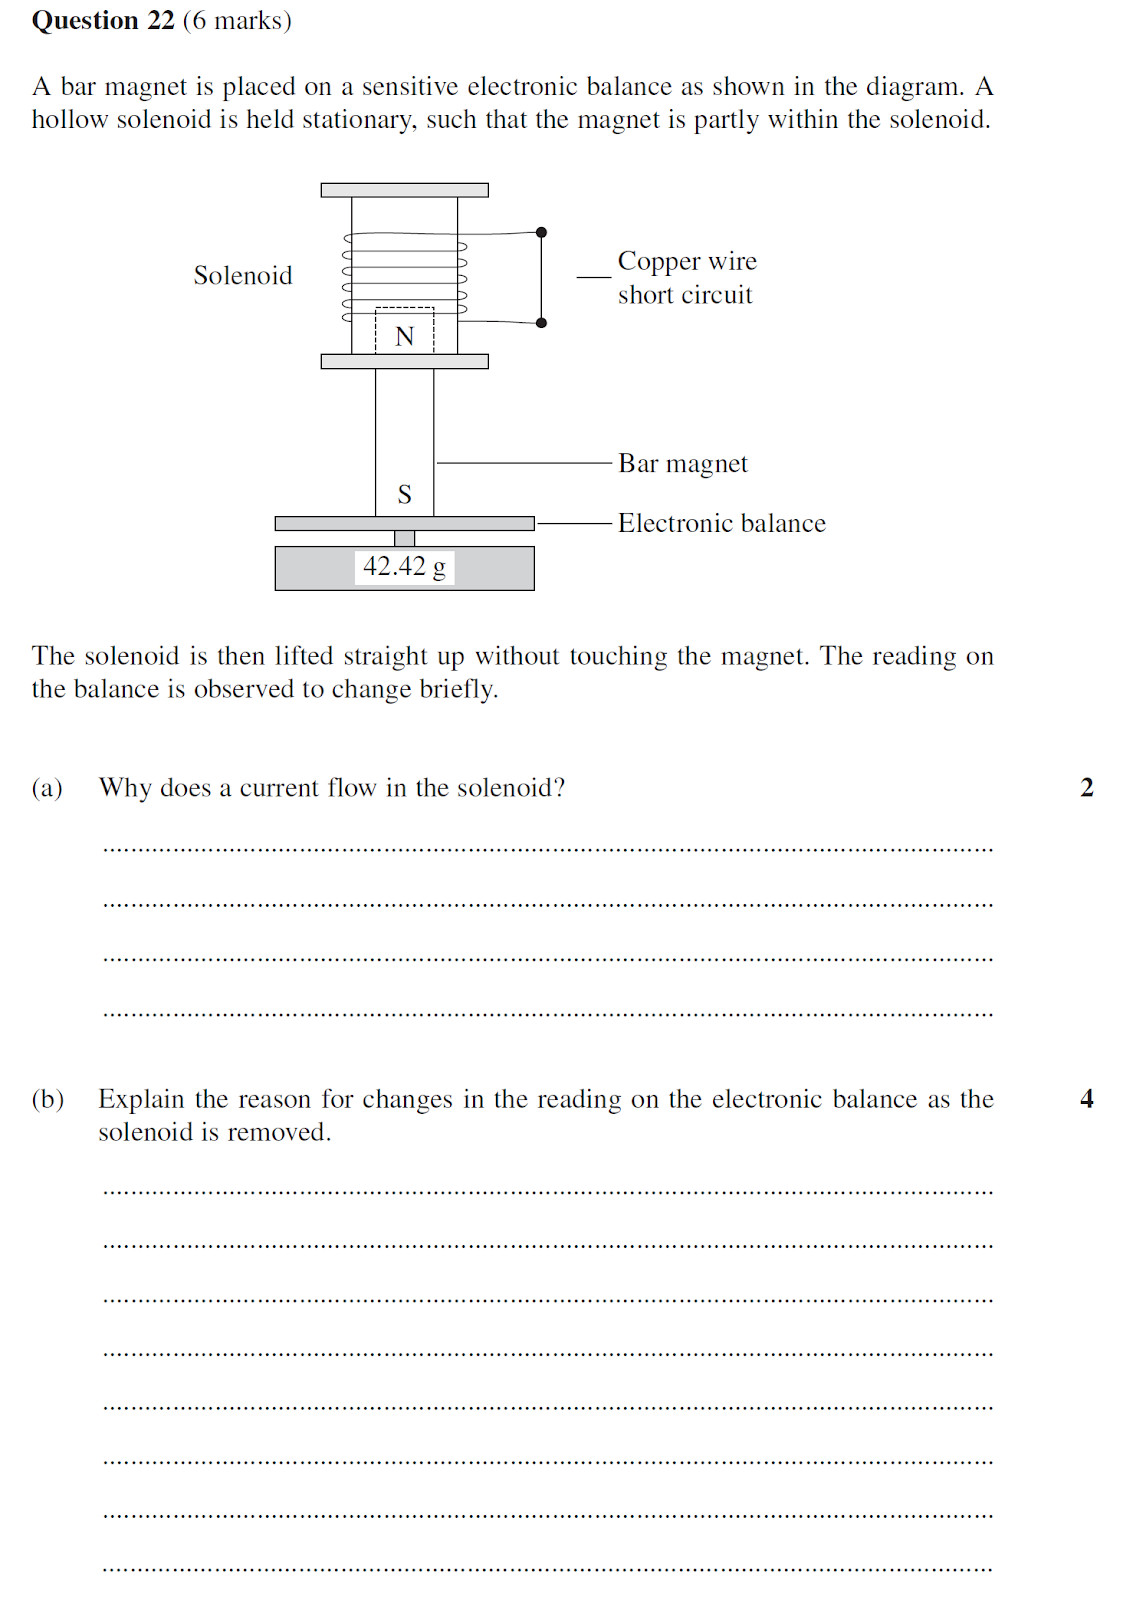 Question 22 (6 marks)
A bar magnet is placed on a sensitive electronic balance as shown in the diagram. A
hollow solenoid is held stationary, such that the magnet is partly within the solenoid.
Solenoid
Copper wire
short circuit
N
Bar magnet
S
Electronic balance
42.42 g
The solenoid is then lifted straight up without touching the magnet. The reading on
the balance is observed to change briefly.
(a) Why does a current flow in the solenoid? 2
(b) Explain the reason for changes in the reading on the electronic balance as the 4
solenoid is removed.